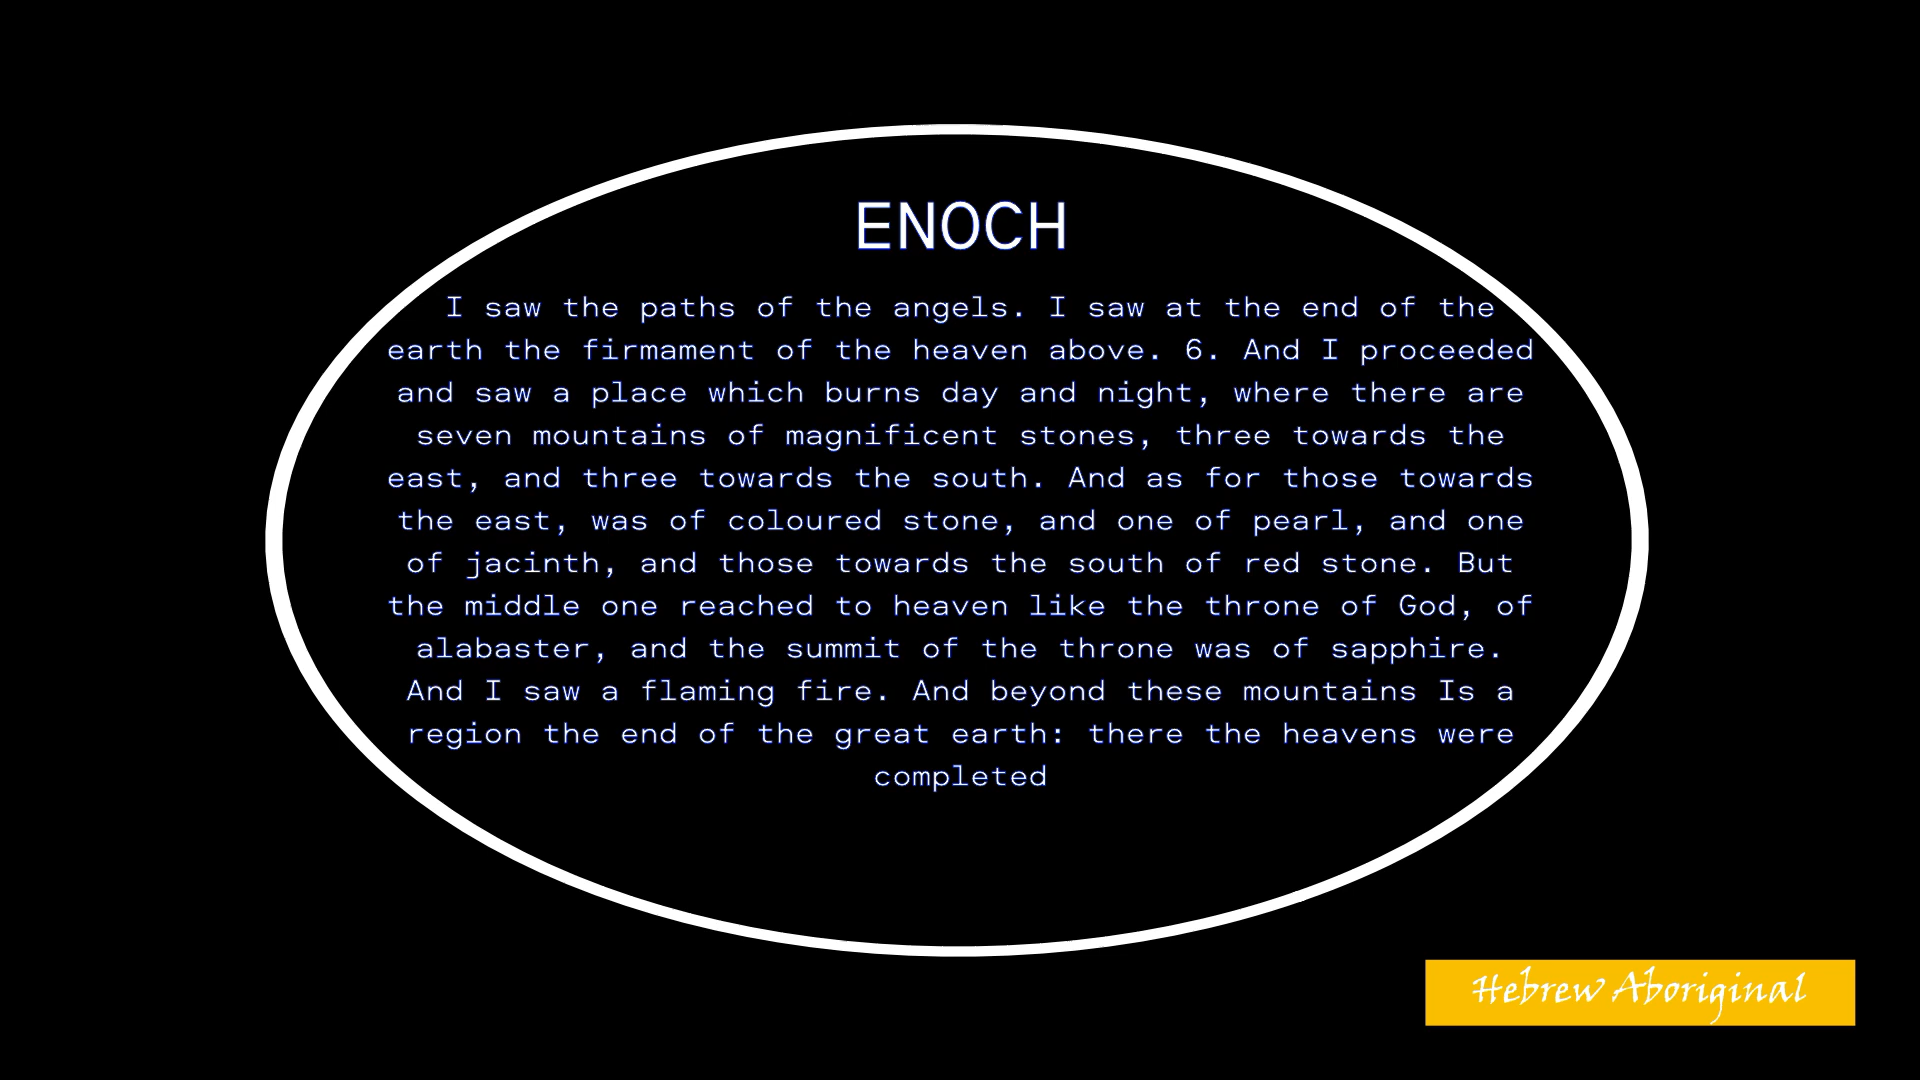 ENOCH
I saw the paths of the angels. I saw at the end of the
earth the firmament of the heaven above. 6. And I proceeded
and saw a place which burns day and night, where there are
seven mountains of magnificent stones, three towards the
east, and three towards the south. And as for those towards
the east, was of coloured stone, and one of pearl, and one
of jacinth, and those towards the south of red stone. But
the middle one reached to heaven like the throne of God, of
alabaster, and the summit of the throne was of sapphire.
And I saw a flaming fire. And beyond these mountains Is a
region the end of the great earth: there the heavens were
completed
Hebrew Aboriginal